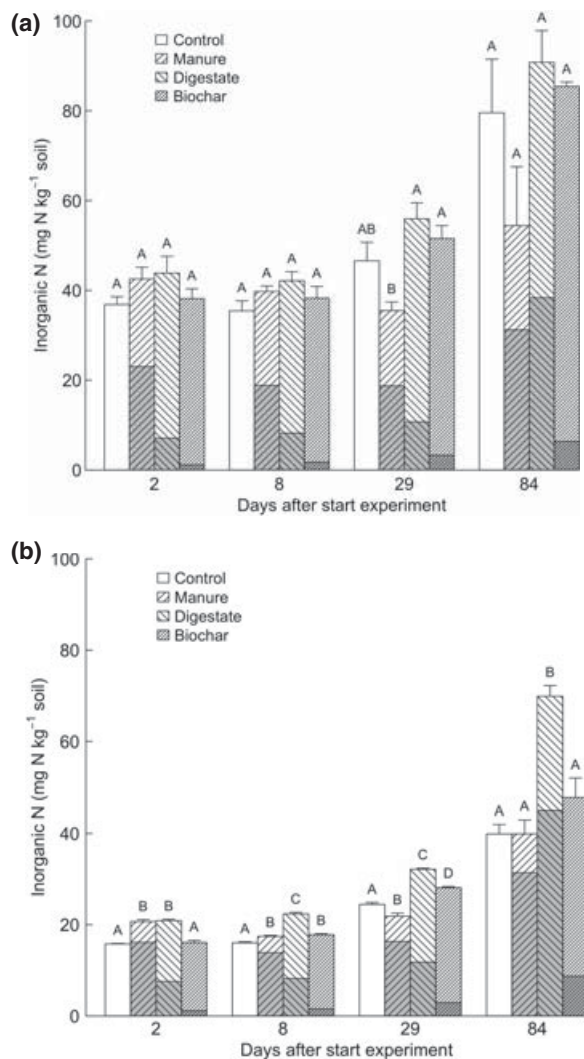 (a)
100
80
60
40
20
0
Inorganic N (mg N kg⁻¹ soil)
Control
Manure
Digestate
Biochar
A A A A
A A A A
AB B A A
A A A A
2 8 29 84
Days after start experiment
(b)
100
80
60
40
20
0
Inorganic N (mg N kg⁻¹ soil)
Control
Manure
Digestate
Biochar
A B B A
A B C B
A B C D
A A B A
2 8 29 84
Days after start experiment